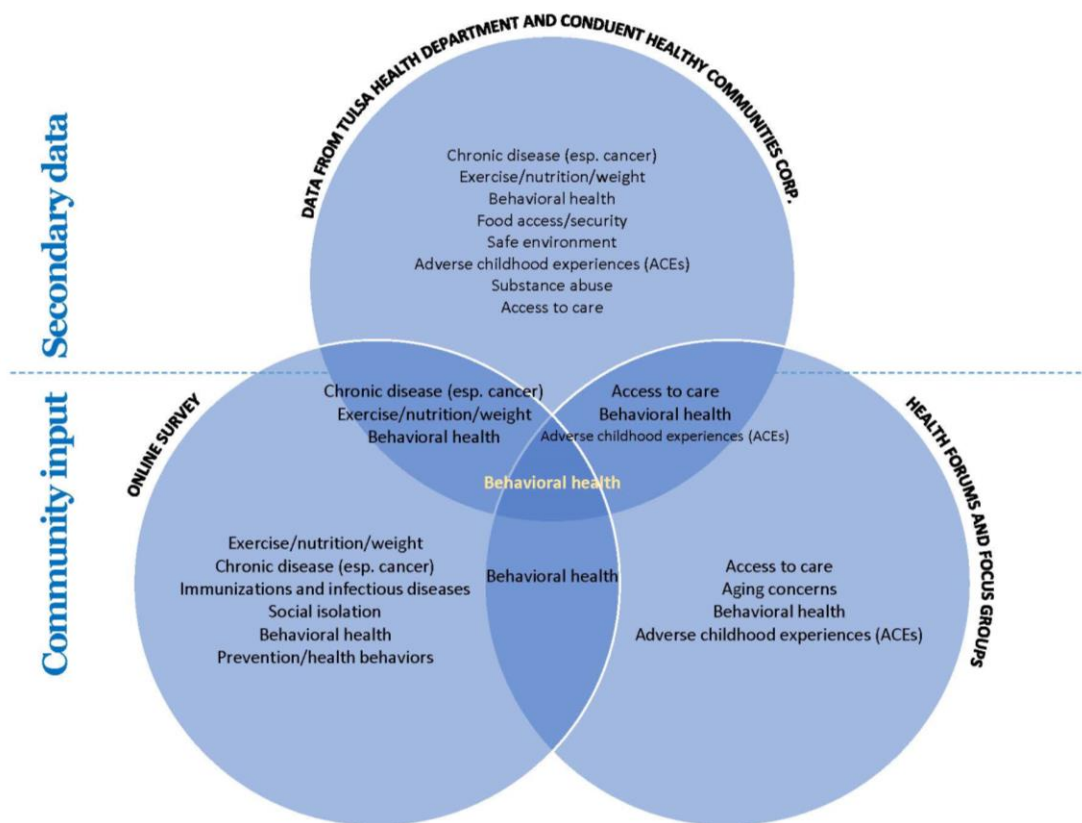 DATA FROM TULSA HEALTH DEPARTMENT AND CONDUENT HEALTHY COMMUNITIES CORP.
Secondary data
Chronic disease (esp. cancer)
Exercise/nutrition/weight
Behavioral health
Food access/security
Safe environment
Adverse childhood experiences (ACEs)
Substance abuse
Access to care
Community input
ONLINE SURVEY
Chronic disease (esp. cancer)
Exercise/nutrition/weight
Behavioral health
Access to care
Behavioral health
Adverse childhood experiences (ACEs)
HEALTH FORUMS AND FOCUS GROUPS
Behavioral health
Exercise/nutrition/weight
Chronic disease (esp. cancer)
Immunizations and infectious diseases
Social isolation
Behavioral health
Prevention/health behaviors
Behavioral health
Access to care
Aging concerns
Behavioral health
Adverse childhood experiences (ACEs)